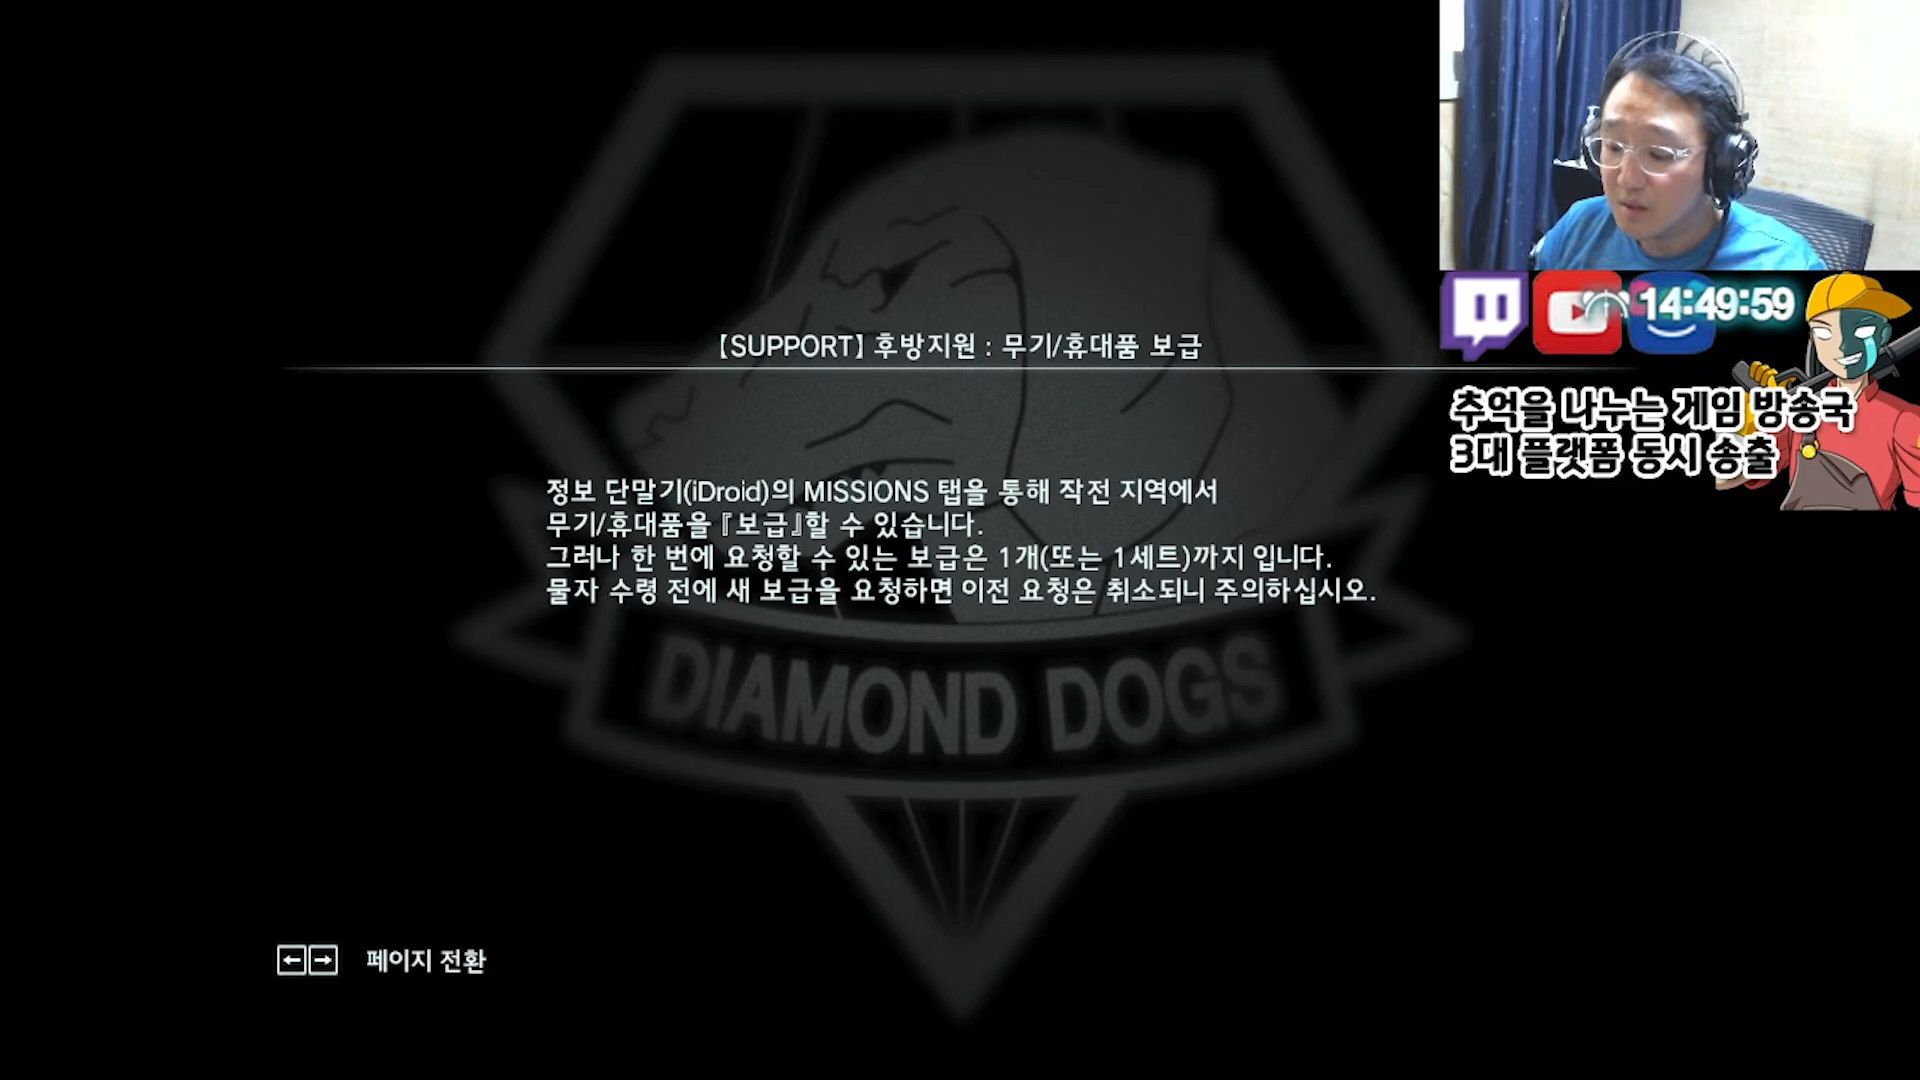 14:49:59
【SUPPORT】 후방지원 : 무기/휴대품 보급
추억을 나누는 게임 방송국
3대 플랫폼 동시 송출
정보 단말기(iDroid)의 MISSIONS 탭을 통해 작전 지역에서
무기/휴대품을 『보급』할 수 있습니다.
그러나 한 번에 요청할 수 있는 보급은 1개(또는 1세트)까지 입니다.
물자 수령 전에 새 보급을 요청하면 이전 요청은 취소되니 주의하십시오.
DIAMOND DOGS
←→ 페이지 전환